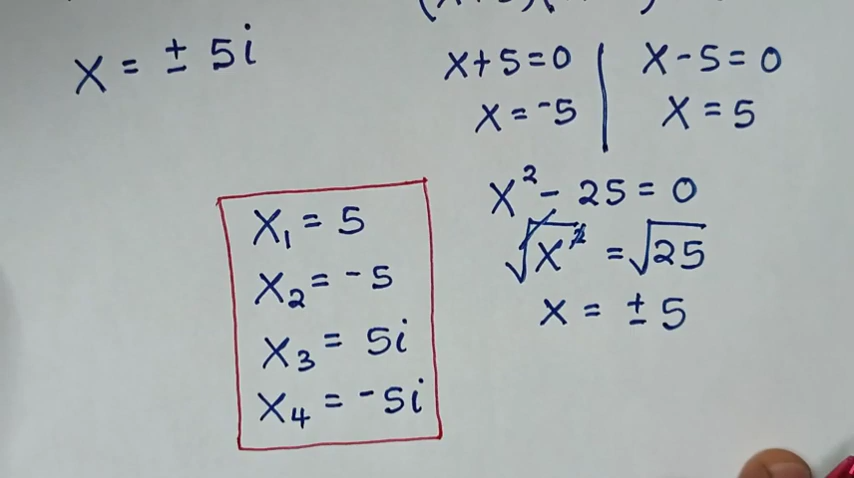 x = ± 5i
x+5=0 | x-5=0
x = -5 | x = 5
x² - 25 = 0
√x² = √25
x = ± 5
x₁ = 5
x₂ = -5
x₃ = 5i
x₄ = -5i